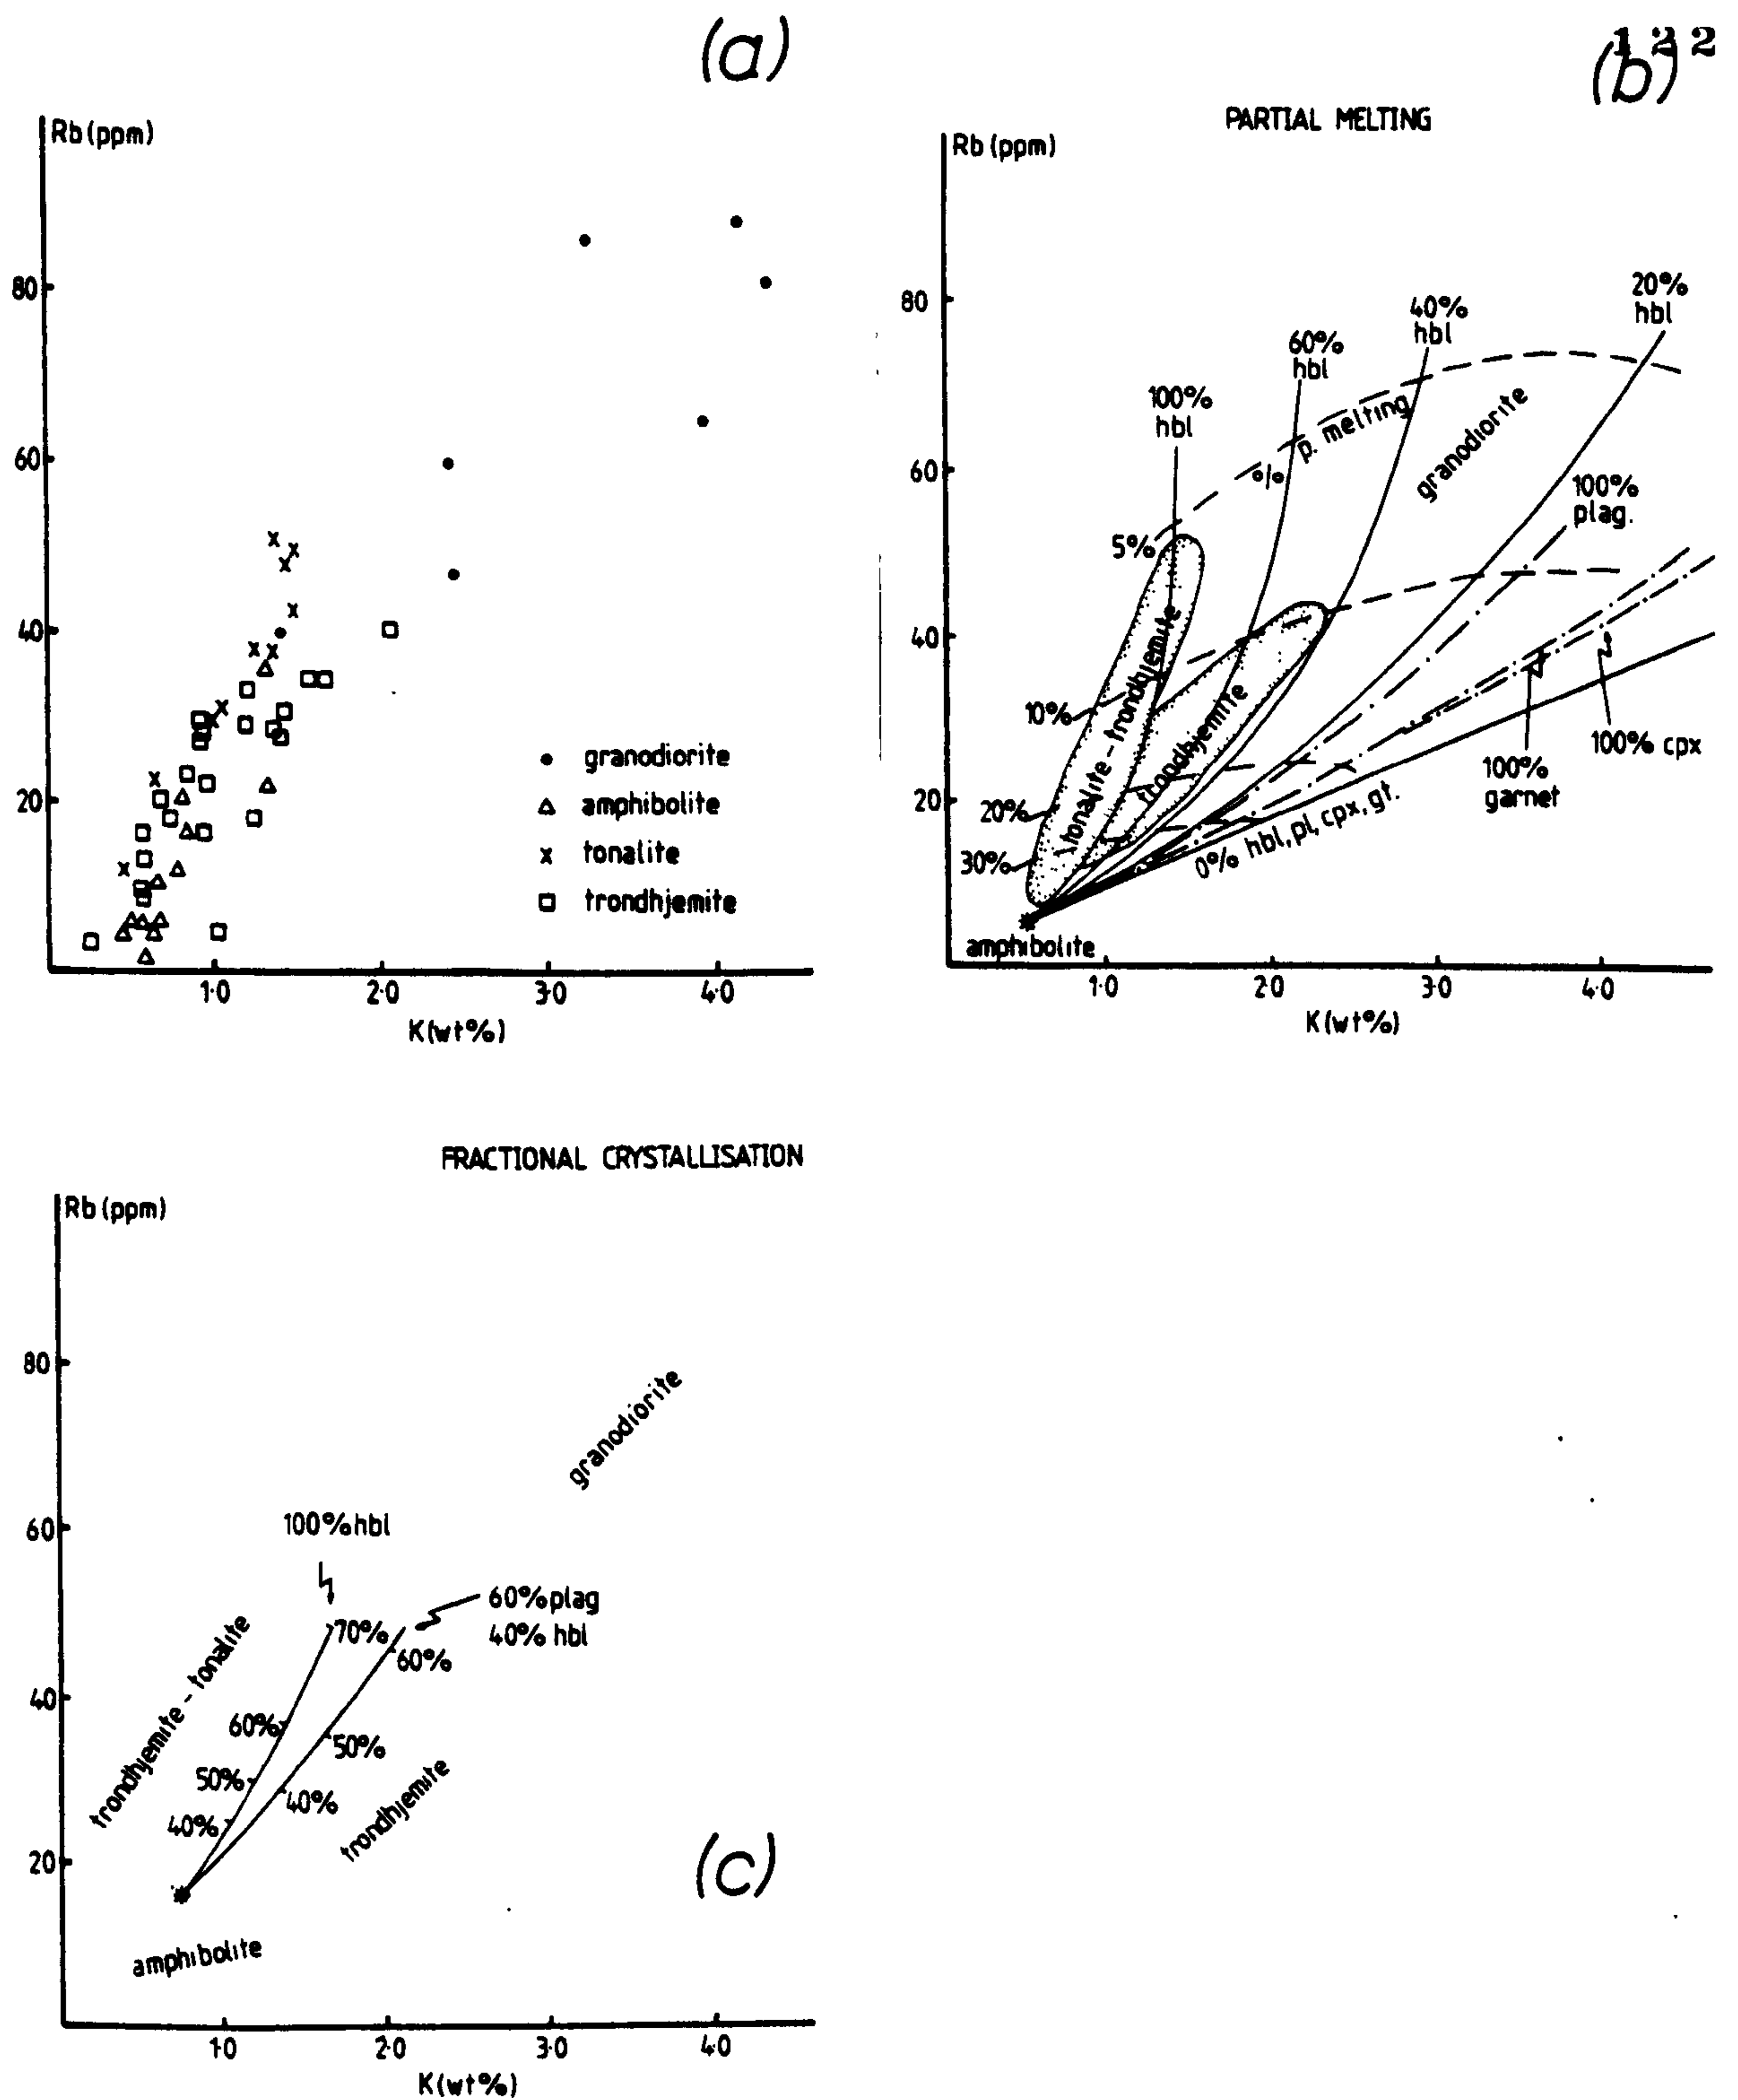 (a)
122
(b)
Rb (ppm)
80
60
40
20
1·0 2·0 3·0 4·0
K (wt%)
granodiorite
amphibolite
tonalite
trondhjemite
PARTIAL MELTING
Rb (ppm)
80
60
40
20
20%
hbl
40%
hbl
60%
hbl
100%
hbl
% p. melting
granodiorite
100%
plag.
5%
10%
20%
30%
tonalite - trondhjemite
trondhjemite
100% cpx
100%
garnet
0% hbl, pl, cpx, gt.
amphibolite
1·0 2·0 3·0 4·0
K (wt%)
FRACTIONAL CRYSTALLISATION
Rb (ppm)
80
60
40
20
granodiorite
100% hbl
60% plag
40% hbl
70%
60%
60%
50%
50%
40%
40%
trondhjemite - tonalite
trondhjemite
amphibolite
(c)
1·0 2·0 3·0 4·0
K (wt%)